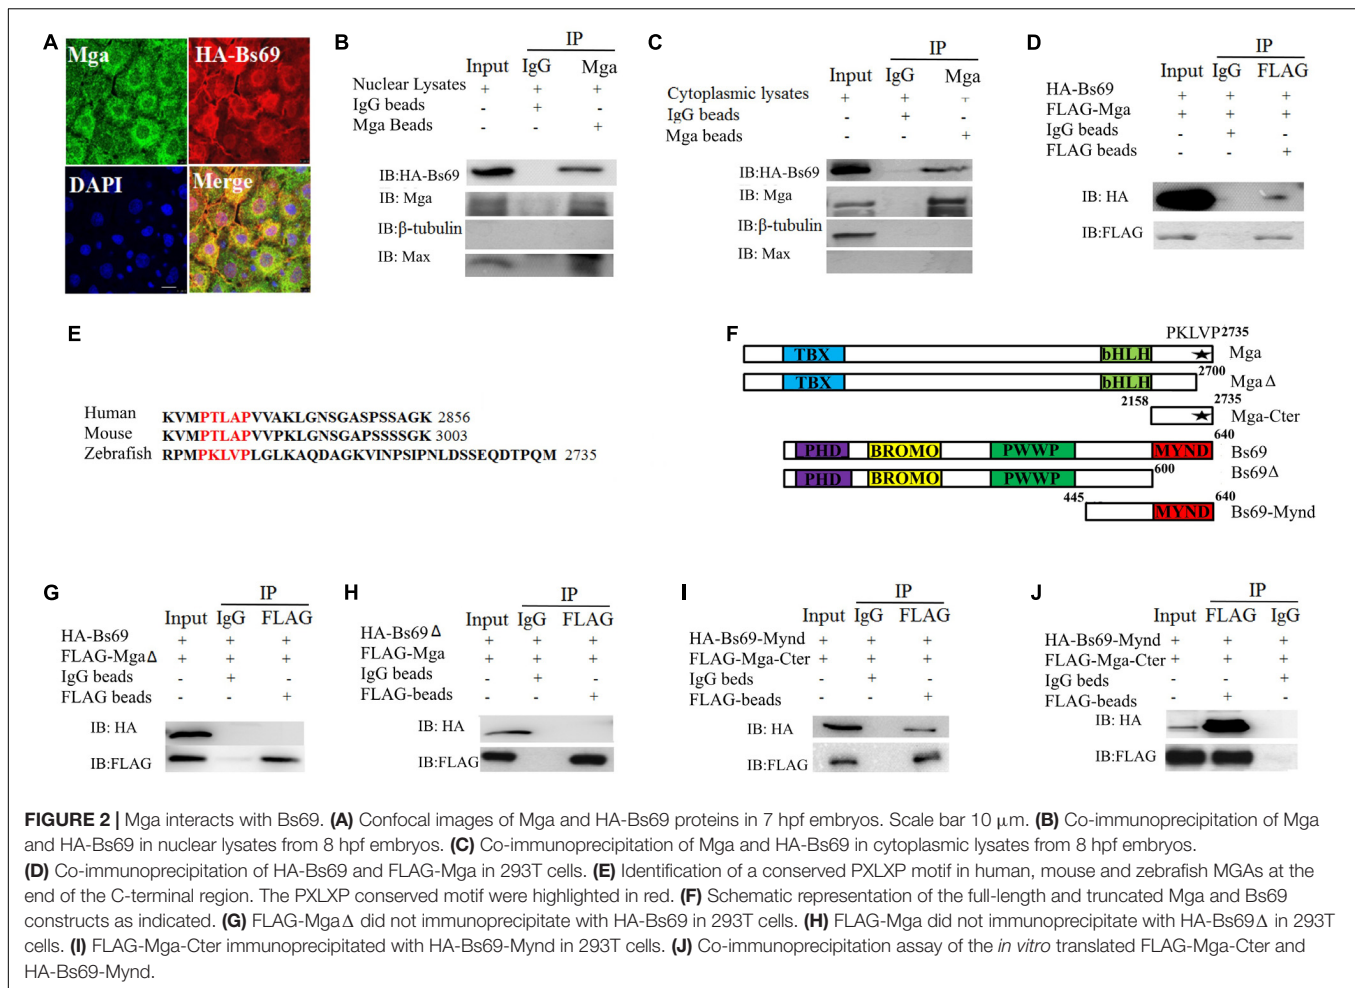 A
Mga
HA-Bs69
DAPI
Merge
B
IP
Input IgG Mga
Nuclear Lysates + + +
IgG beads - + -
Mga Beads - - +
IB:HA-Bs69
IB: Mga
IB:β-tubulin
IB: Max
C
IP
Input IgG Mga
Cytoplasmic lysates + + +
IgG beads - + -
Mga beads - - +
IB:HA-Bs69
IB: Mga
IB:β-tubulin
IB: Max
D
IP
Input IgG FLAG
HA-Bs69 + + +
FLAG-Mga + + +
IgG beads - + -
FLAG beads - - +
IB: HA
IB:FLAG
E
Human KVMPTLAPVVAKLGNSGASPSSAGK 2856
Mouse KVMPTLAPVVPKLGNSGAPSSSSGK 3003
Zebrafish RPMPKLVPLGLKAQDAGKVINPSIPNLDSSEQDTPQM 2735
F
PKLVP 2735
TBX bHLH Mga
2700
TBX bHLH Mga Δ
2158 2735
Mga-Cter
640
PHD BROMO PWWP MYND Bs69
600
PHD BROMO PWWP Bs69 Δ
445 640
MYND Bs69-Mynd
G
IP
Input IgG FLAG
HA-Bs69 + + +
FLAG-Mga Δ + + +
IgG beads - + -
FLAG beads - - +
IB: HA
IB:FLAG
H
IP
Input IgG FLAG
HA-Bs69 Δ + + +
FLAG-Mga + + +
IgG beads - + -
FLAG-beads - - +
IB: HA
IB:FLAG
I
IP
Input IgG FLAG
HA-Bs69-Mynd + + +
FLAG-Mga-Cter + + +
IgG beds - + -
FLAG-beads - - +
IB: HA
IB:FLAG
J
IP
Input FLAG IgG
HA-Bs69-Mynd + + +
FLAG-Mga-Cter + + +
IgG beds - - +
FLAG-beads - + -
IB: HA
IB:FLAG
FIGURE 2 | Mga interacts with Bs69. (A) Confocal images of Mga and HA-Bs69 proteins in 7 hpf embryos. Scale bar 10 μm. (B) Co-immunoprecipitation of Mga
and HA-Bs69 in nuclear lysates from 8 hpf embryos. (C) Co-immunoprecipitation of Mga and HA-Bs69 in cytoplasmic lysates from 8 hpf embryos.
(D) Co-immunoprecipitation of HA-Bs69 and FLAG-Mga in 293T cells. (E) Identification of a conserved PXLXP motif in human, mouse and zebrafish MGAs at the
end of the C-terminal region. The PXLXP conserved motif were highlighted in red. (F) Schematic representation of the full-length and truncated Mga and Bs69
constructs as indicated. (G) FLAG-MgaΔ did not immunoprecipitate with HA-Bs69 in 293T cells. (H) FLAG-Mga did not immunoprecipitate with HA-Bs69Δ in 293T
cells. (I) FLAG-Mga-Cter immunoprecipitated with HA-Bs69-Mynd in 293T cells. (J) Co-immunoprecipitation assay of the in vitro translated FLAG-Mga-Cter and
HA-Bs69-Mynd.